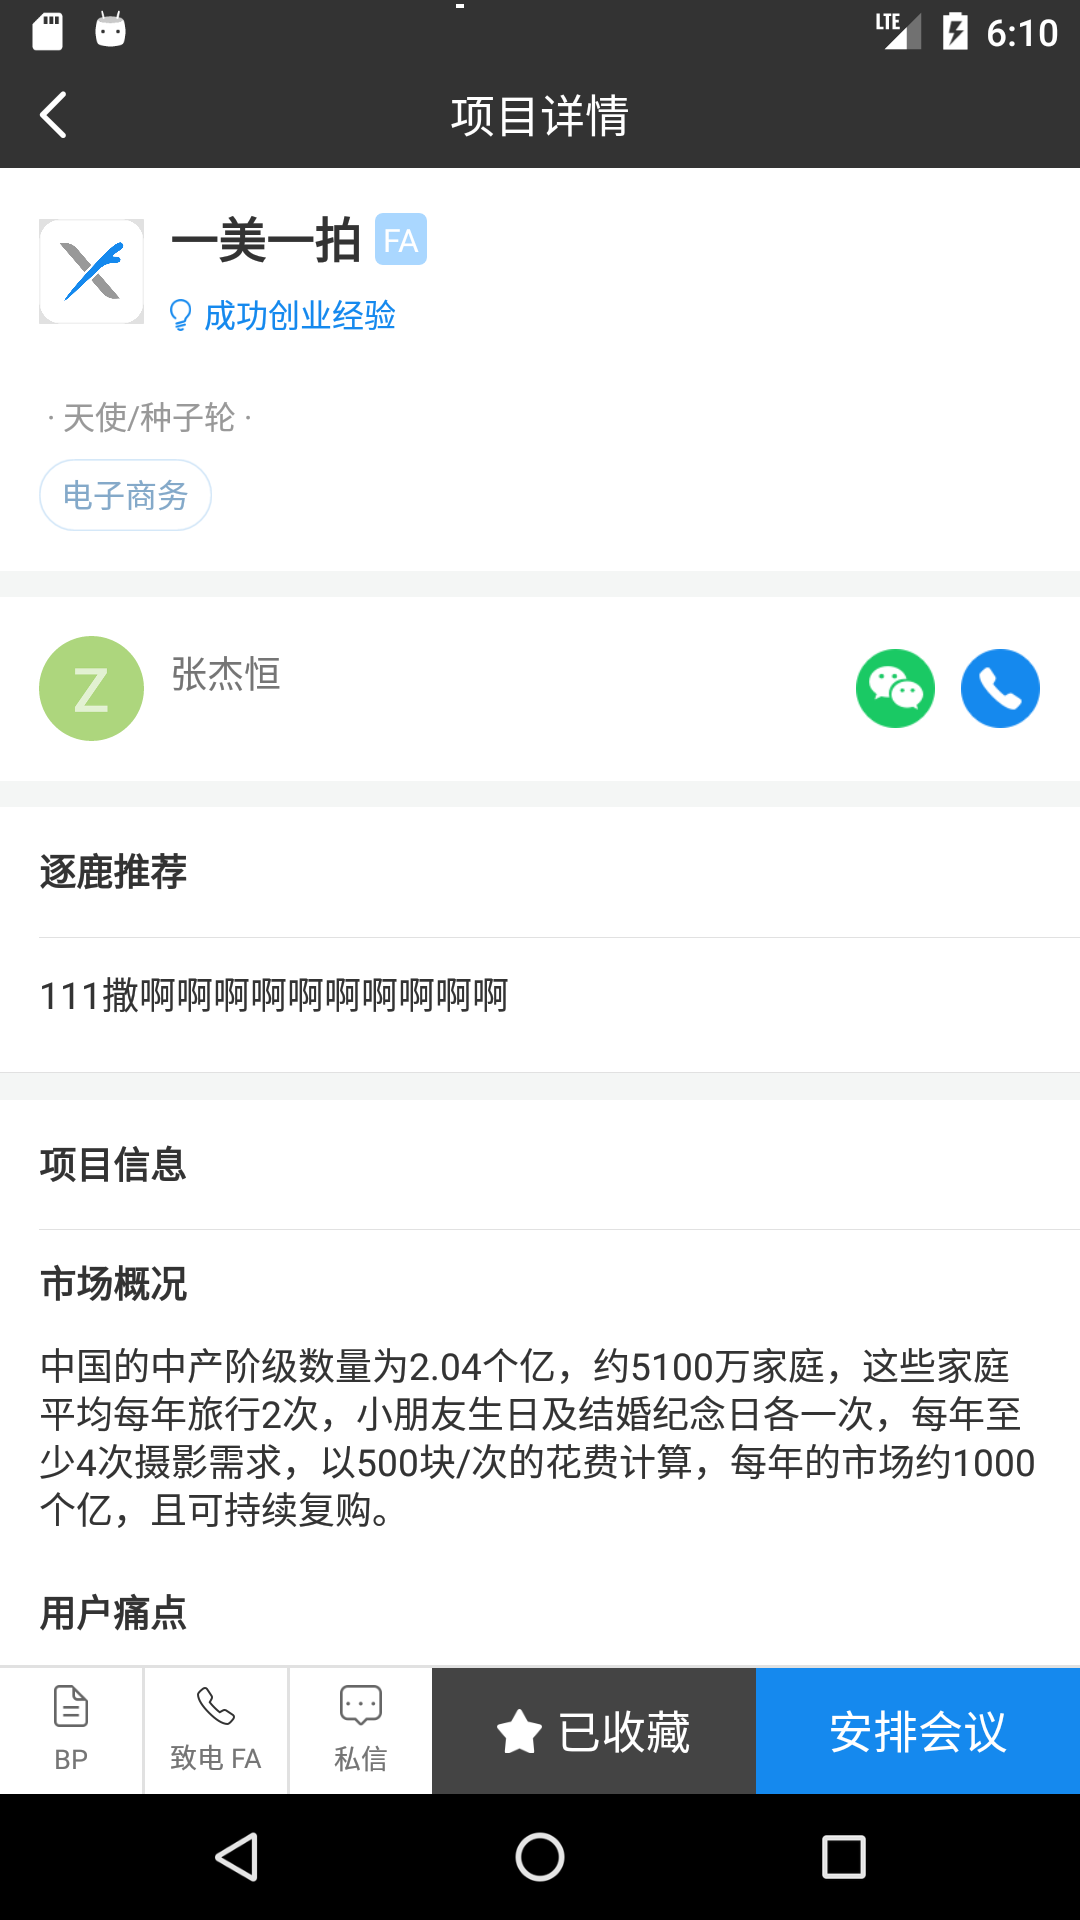 LTE 6:10
项目详情
一美一拍 FA
成功创业经验
· 天使/种子轮 ·
电子商务
Z 张杰恒
逐鹿推荐
111撒啊啊啊啊啊啊啊啊啊啊
项目信息
市场概况
中国的中产阶级数量为2.04个亿，约5100万家庭，这些家庭
平均每年旅行2次，小朋友生日及结婚纪念日各一次，每年至
少4次摄影需求，以500块/次的花费计算，每年的市场约1000
个亿，且可持续复购。
用户痛点
BP 致电 FA 私信 已收藏 安排会议